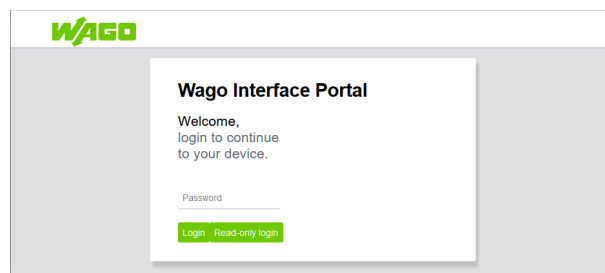 WAGO
Wago Interface Portal
Welcome,
login to continue
to your device.
Password
Login Read-only login